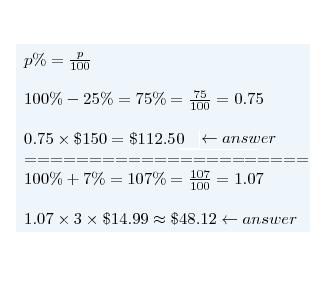 p% = p/100
100% − 25% = 75% = 75/100 = 0.75
0.75 × $150 = $112.50 ← answer
======================
100% + 7% = 107% = 107/100 = 1.07
1.07 × 3 × $14.99 ≈ $48.12 ← answer